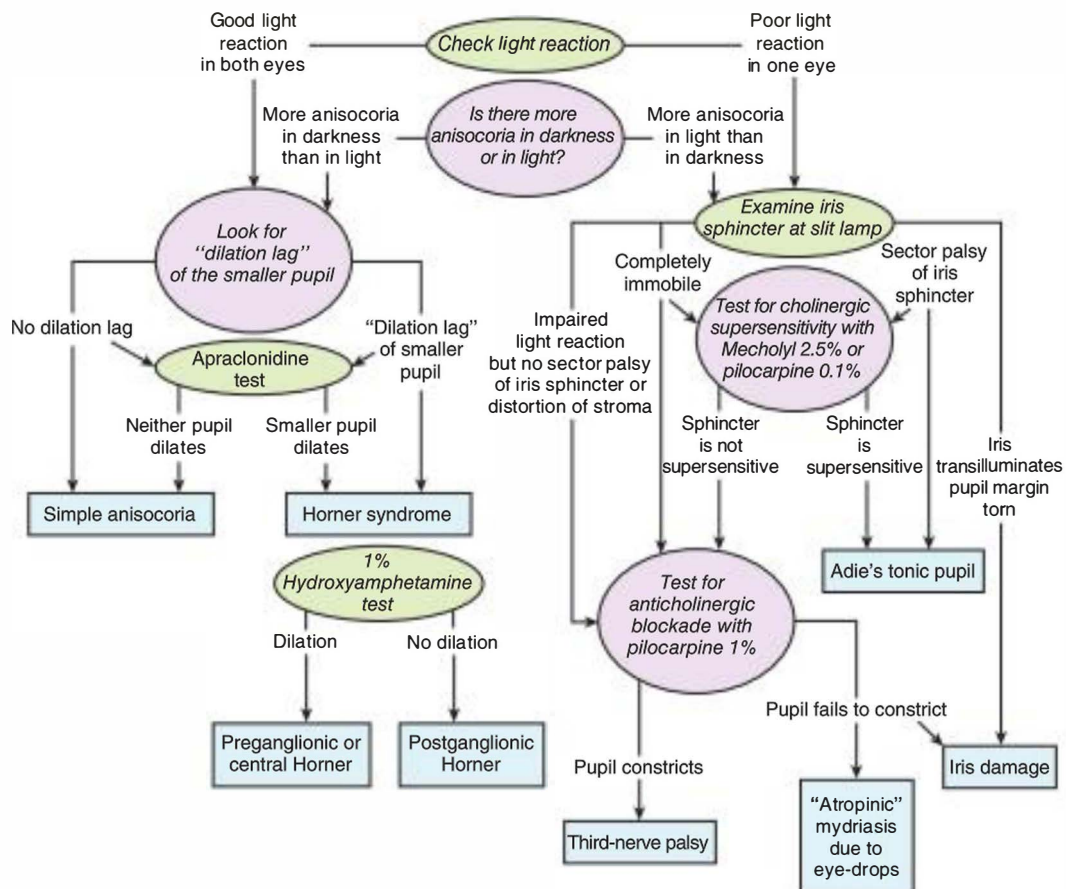 Good light
reaction
in both eyes
Check light reaction
Poor light
reaction
in one eye
More anisocoria
in darkness
than in light
Is there more
anisocoria in darkness
or in light?
More anisocoria
in light than
in darkness
Look for
‘‘dilation lag’’
of the smaller pupil
Examine iris
sphincter at slit lamp
Completely
immobile
Sector palsy
of iris
sphincter
No dilation lag
“Dilation lag”
of smaller
pupil
Impaired
light reaction
but no sector palsy
of iris sphincter or
distortion of stroma
Test for cholinergic
supersensitivity with
Mecholyl 2.5% or
pilocarpine 0.1%
Apraclonidine
test
Neither pupil
dilates
Smaller pupil
dilates
Sphincter
is not
supersensitive
Sphincter
is
supersensitive
Iris
transilluminates
pupil margin
torn
Simple anisocoria
Horner syndrome
1%
Hydroxyamphetamine
test
Adie's tonic pupil
Test for
anticholinergic
blockade with
pilocarpine 1%
Dilation
No dilation
Preganglionic or
central Horner
Postganglionic
Horner
Pupil fails to constrict
Pupil constricts
Iris damage
Third-nerve palsy
“Atropinic”
mydriasis
due to
eye-drops